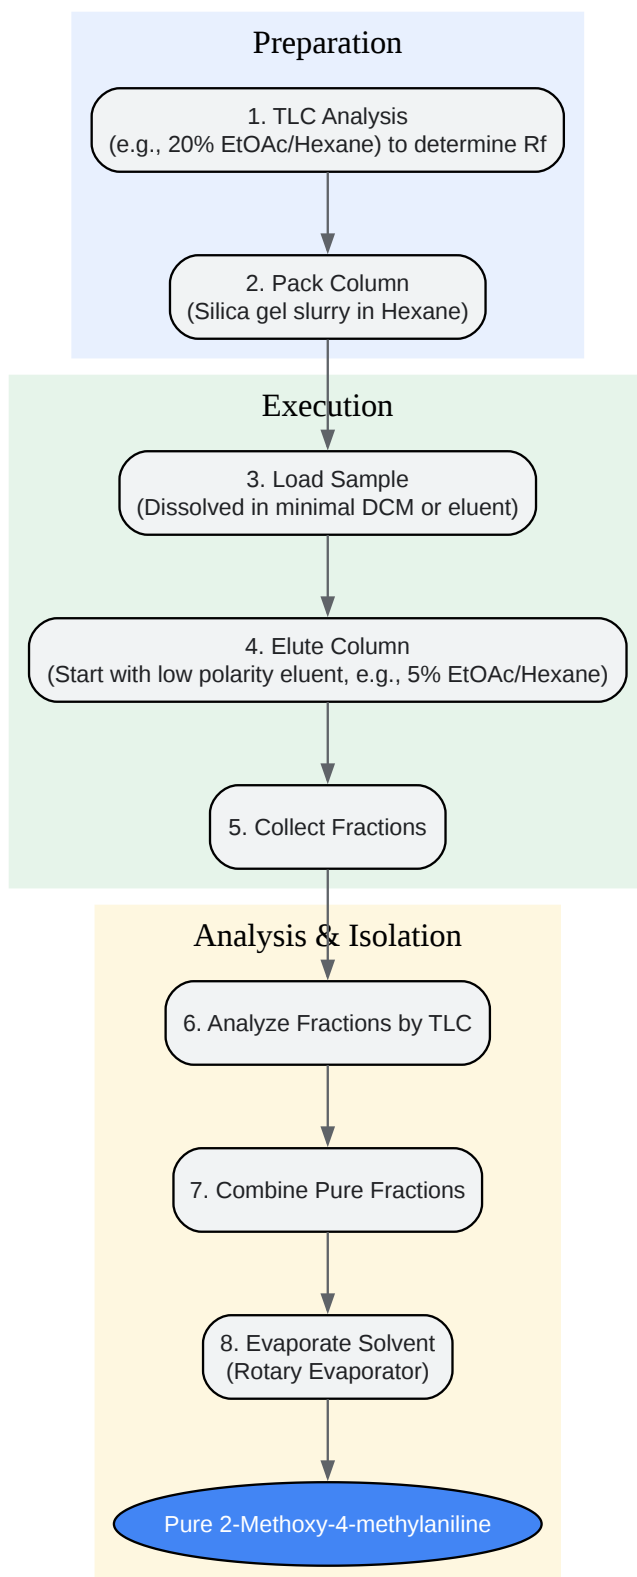 Preparation
1. TLC Analysis
(e.g., 20% EtOAc/Hexane) to determine Rf
2. Pack Column
(Silica gel slurry in Hexane)
Execution
3. Load Sample
(Dissolved in minimal DCM or eluent)
4. Elute Column
(Start with low polarity eluent, e.g., 5% EtOAc/Hexane)
5. Collect Fractions
Analysis & Isolation
6. Analyze Fractions by TLC
7. Combine Pure Fractions
8. Evaporate Solvent
(Rotary Evaporator)
Pure 2-Methoxy-4-methylaniline